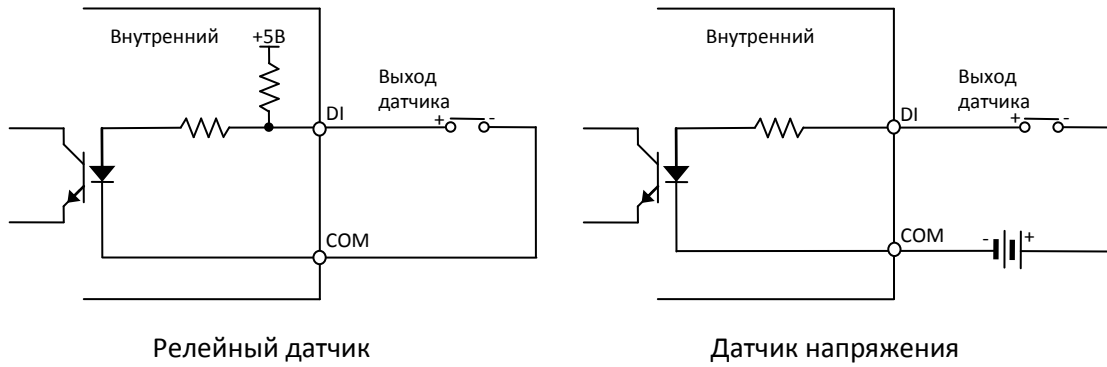 Внутренний +5В
Выход
датчика
+ -
DI
COM
Релейный датчик
Внутренний
Выход
датчика
+ -
DI
COM
- +
Датчик напряжения